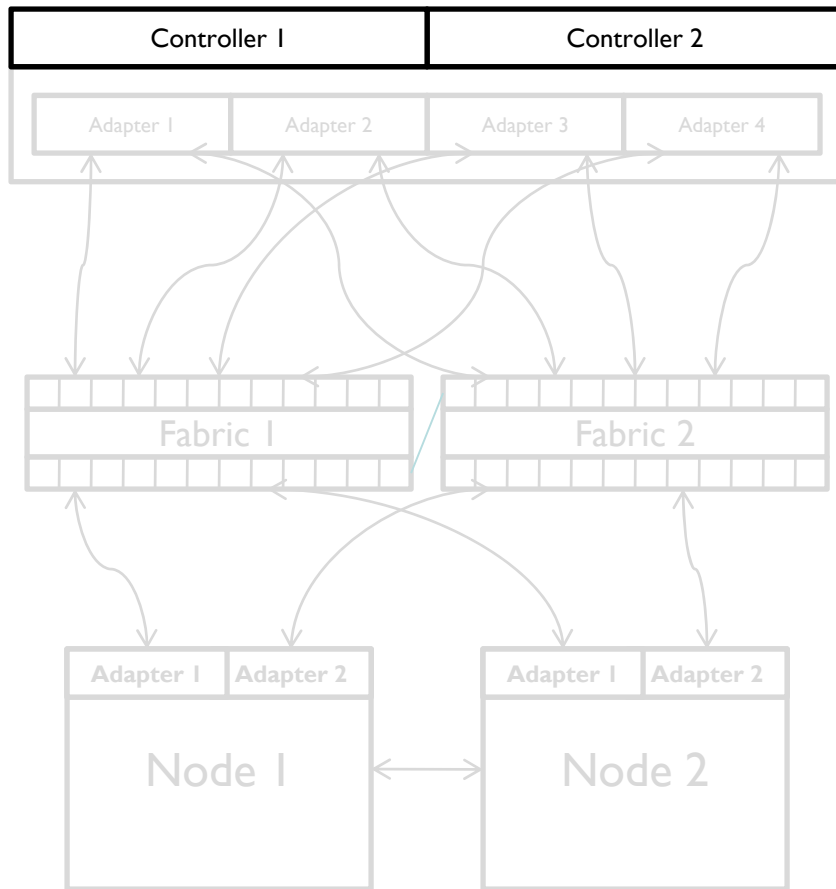 Controller 1
Controller 2
Adapter 1
Adapter 2
Adapter 3
Adapter 4
Fabric 1
Fabric 2
Adapter 1
Adapter 2
Adapter 1
Adapter 2
Node 1
Node 2